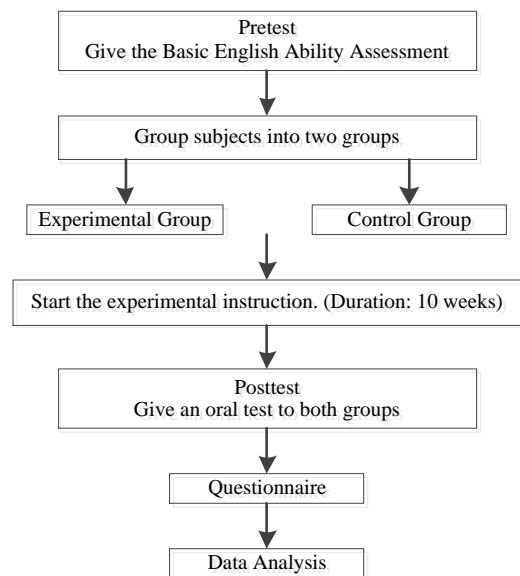 Pretest
Give the Basic English Ability Assessment
Group subjects into two groups
Experimental Group
Control Group
Start the experimental instruction. (Duration: 10 weeks)
Posttest
Give an oral test to both groups
Questionnaire
Data Analysis